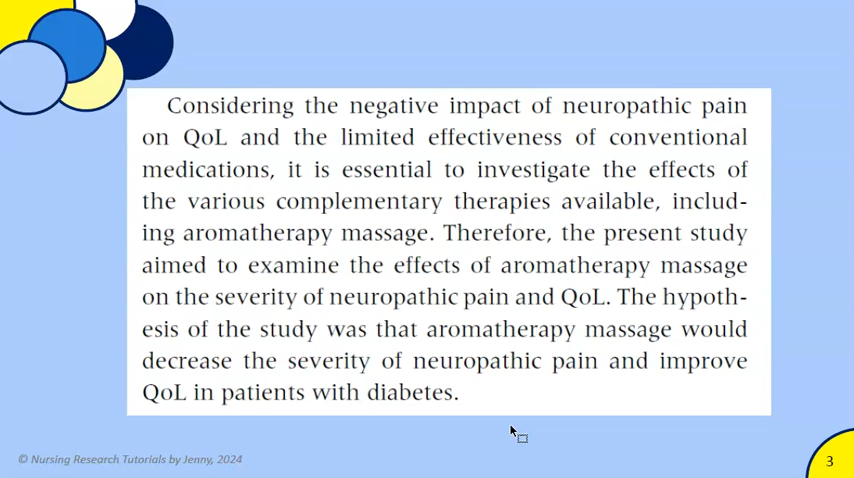 Considering the negative impact of neuropathic pain
on QoL and the limited effectiveness of conventional
medications, it is essential to investigate the effects of
the various complementary therapies available, includ-
ing aromatherapy massage. Therefore, the present study
aimed to examine the effects of aromatherapy massage
on the severity of neuropathic pain and QoL. The hypoth-
esis of the study was that aromatherapy massage would
decrease the severity of neuropathic pain and improve
QoL in patients with diabetes.
© Nursing Research Tutorials by Jenny, 2024
3